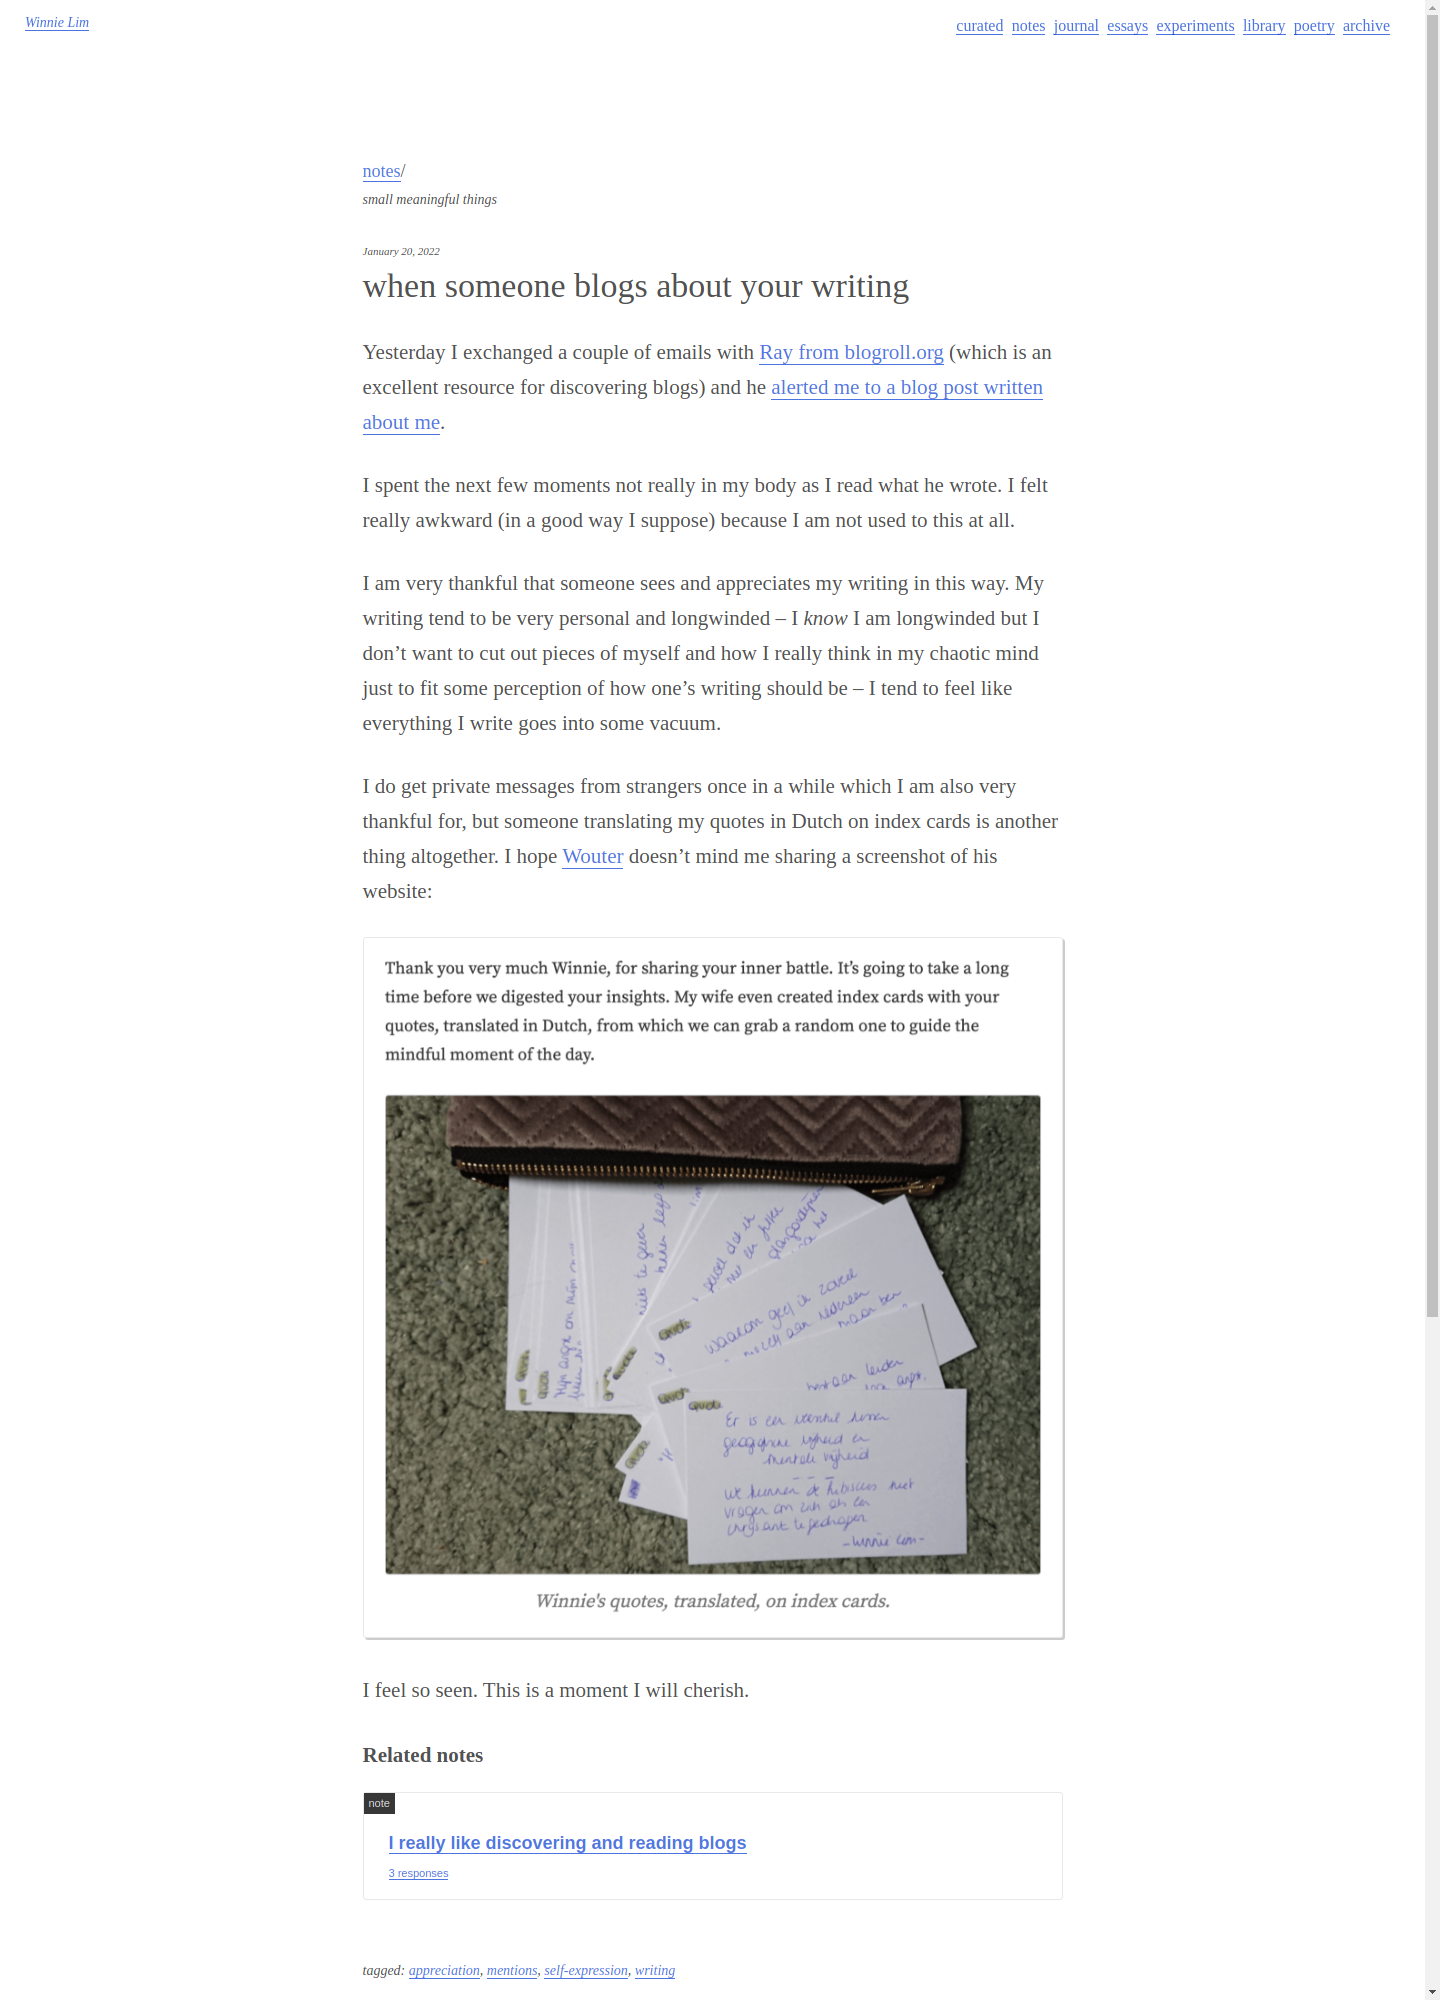 Winnie Lim
curated notes journal essays experiments library poetry archive
notes/
small meaningful things
January 20, 2022
when someone blogs about your writing
Yesterday I exchanged a couple of emails with Ray from blogroll.org (which is an
excellent resource for discovering blogs) and he alerted me to a blog post written
about me.
I spent the next few moments not really in my body as I read what he wrote. I felt
really awkward (in a good way I suppose) because I am not used to this at all.
I am very thankful that someone sees and appreciates my writing in this way. My
writing tend to be very personal and longwinded – I know I am longwinded but I
don’t want to cut out pieces of myself and how I really think in my chaotic mind
just to fit some perception of how one’s writing should be – I tend to feel like
everything I write goes into some vacuum.
I do get private messages from strangers once in a while which I am also very
thankful for, but someone translating my quotes in Dutch on index cards is another
thing altogether. I hope Wouter doesn’t mind me sharing a screenshot of his
website:
Thank you very much Winnie, for sharing your inner battle. It’s going to take a long
time before we digested your insights. My wife even created index cards with your
quotes, translated in Dutch, from which we can grab a random one to guide the
mindful moment of the day.
niets te geven
waarom geef ik zoveel
maar ben
Quote
Quote
Er is een verschil tussen
geografische vrijheid en
mentale vrijheid
We kunnen de hibiscus niet
vragen om zich als een
te gedragen
- Winnie Lim -
Winnie's quotes, translated, on index cards.
I feel so seen. This is a moment I will cherish.
Related notes
note
I really like discovering and reading blogs
3 responses
tagged: appreciation, mentions, self-expression, writing